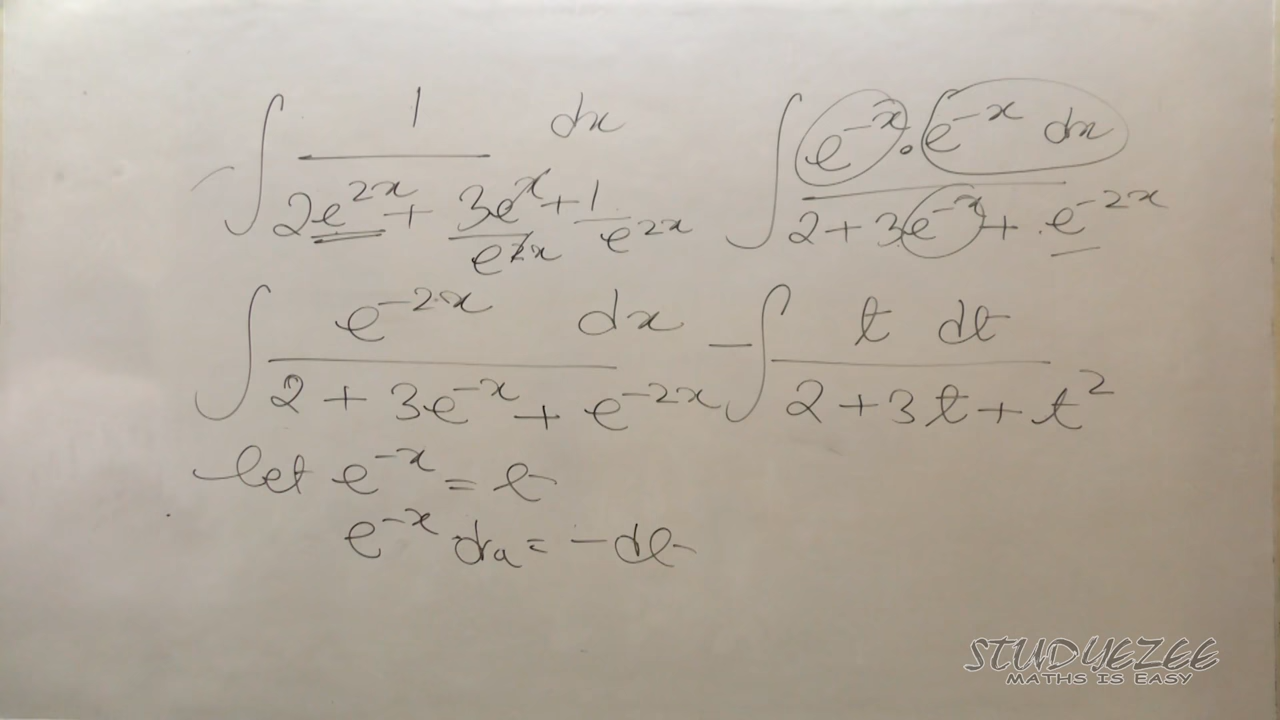 ∫ 1 / (2e^{2x} + 3e^x / e^{2x} + 1 / e^{2x}) dx
∫ e^{-2x} / (2 + 3e^{-x} + e^{-2x}) dx
let e^{-x} = t
e^{-x} dx = -dt
∫ e^{-x} · e^{-x} dx / (2 + 3e^{-x} + e^{-2x})
-∫ t dt / (2 + 3t + t^2)
STUDYEZEE
MATHS IS EASY